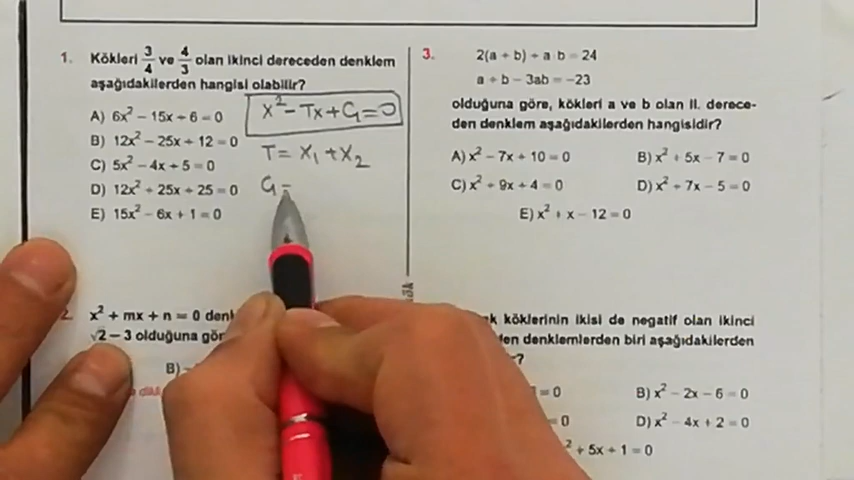 1. Kökleri 3/4 ve 4/3 olan ikinci dereceden denklem
aşağıdakilerden hangisi olabilir?
A) 6x² − 15x + 6 = 0
B) 12x² − 25x + 12 = 0
C) 5x² − 4x + 5 = 0
D) 12x² + 25x + 25 = 0
E) 15x² − 6x + 1 = 0
x² − Tx + Ç = 0
T = x₁ + x₂
Ç =
2. x² + mx + n = 0
√2 − 3 olduğuna
B)
3. 2(a + b) + a b = 24
a + b − 3ab = −23
olduğuna göre, kökleri a ve b olan II. derece-
den denklem aşağıdakilerden hangisidir?
A) x² − 7x + 10 = 0 B) x² + 5x − 7 = 0
C) x² + 9x + 4 = 0 D) x² + 7x − 5 = 0
E) x² + x − 12 = 0
köklerinin ikisi de negatif olan ikinci
denklemlerden biri aşağıdakilerden
?
= 0 B) x² − 2x − 6 = 0
= 0 D) x² − 4x + 2 = 0
+ 5x + 1 = 0